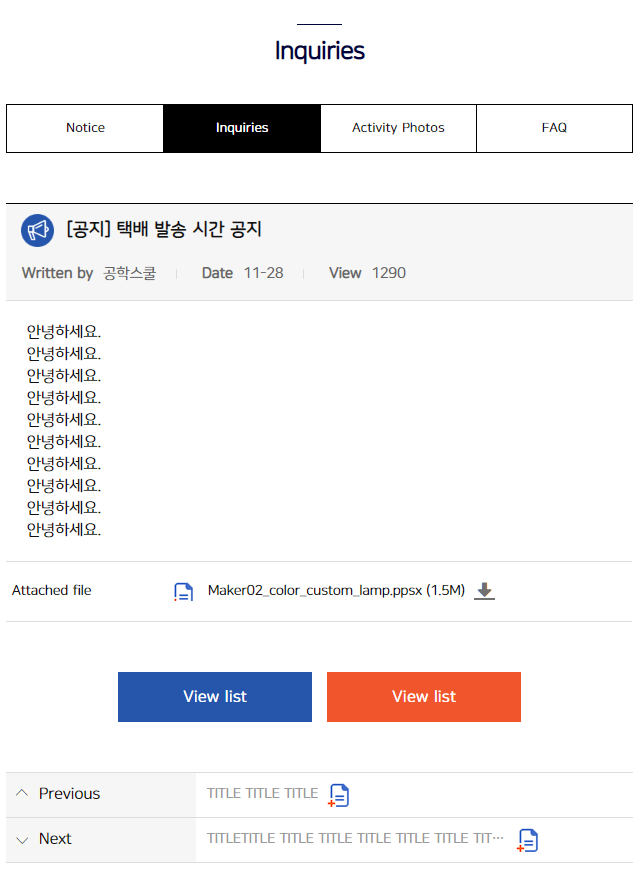 Inquiries
Notice Inquiries Activity Photos FAQ
[공지] 택배 발송 시간 공지
Written by 공학스쿨 Date 11-28 View 1290
안녕하세요.
안녕하세요.
안녕하세요.
안녕하세요.
안녕하세요.
안녕하세요.
안녕하세요.
안녕하세요.
안녕하세요.
안녕하세요.
Attached file Maker02_color_custom_lamp.ppsx (1.5M)
View list View list
Previous TITLE TITLE TITLE
Next TITLETITLE TITLE TITLE TITLE TITLE TITLE TIT···